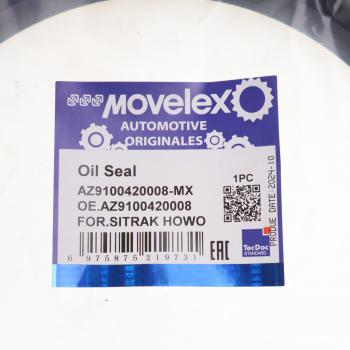 MOVELEX
AUTOMOTIVE
ORIGINALES
Oil Seal
AZ9100420008-MX
OE.AZ9100420008
FOR.SITRAK HOWO
1PC
PRODUE DATE:2024-10
EAC
TecDoc
STANDARD
6 975875 219731